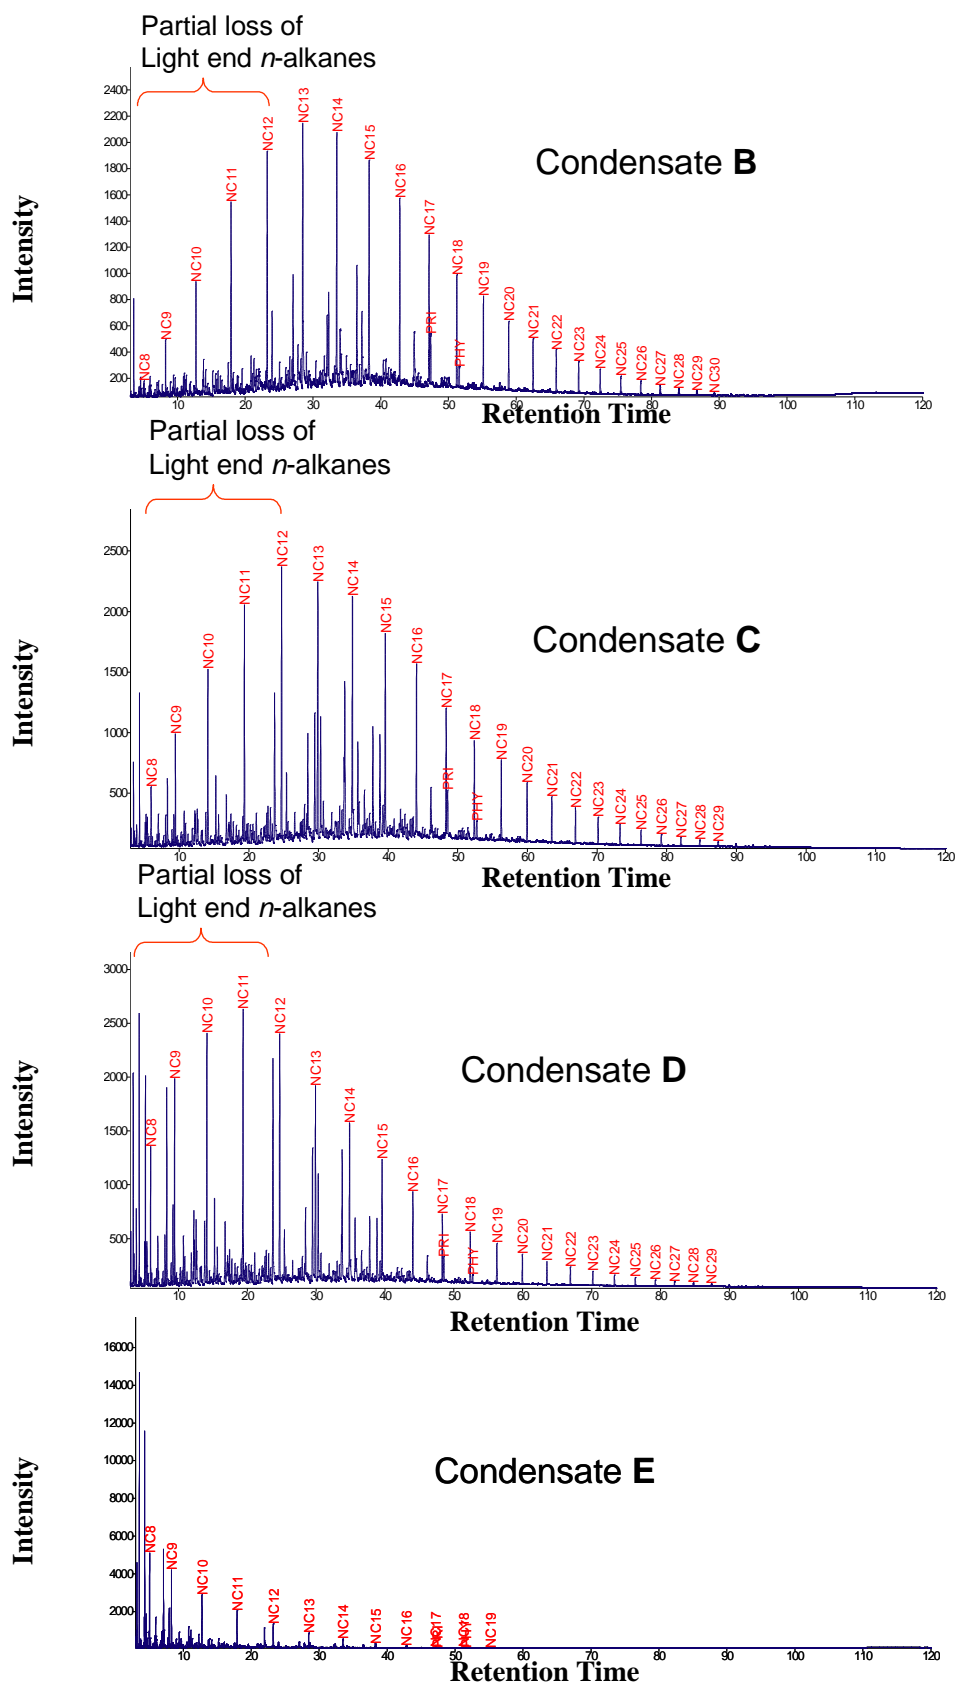 Partial loss of
Light end n-alkanes
Condensate B
Intensity
2400
2200
2000
1800
1600
1400
1200
1000
800
600
400
200
NC8
NC9
NC10
NC11
NC12
NC13
NC14
NC15
NC16
NC17
PRI
NC18
PHY
NC19
NC20
NC21
NC22
NC23
NC24
NC25
NC26
NC27
NC28
NC29
NC30
10 20 30 40 50 60 70 80 90 100 110 120
Retention Time
Partial loss of
Light end n-alkanes
Condensate C
Intensity
2500
2000
1500
1000
500
NC8
NC9
NC10
NC11
NC12
NC13
NC14
NC15
NC16
NC17
PRI
NC18
PHY
NC19
NC20
NC21
NC22
NC23
NC24
NC25
NC26
NC27
NC28
NC29
10 20 30 40 50 60 70 80 90 100 110 120
Retention Time
Partial loss of
Light end n-alkanes
Condensate D
Intensity
3000
2500
2000
1500
1000
500
NC8
NC9
NC10
NC11
NC12
NC13
NC14
NC15
NC16
NC17
PRI
NC18
PHY
NC19
NC20
NC21
NC22
NC23
NC24
NC25
NC26
NC27
NC28
NC29
10 20 30 40 50 60 70 80 90 100 110 120
Retention Time
Condensate E
Intensity
16000
14000
12000
10000
8000
6000
4000
2000
NC8
NC9
NC10
NC11
NC12
NC13
NC14
NC15
NC16
NC17
PRI
NC18
PHY
NC19
10 20 30 40 50 60 70 80 90 100 110 120
Retention Time